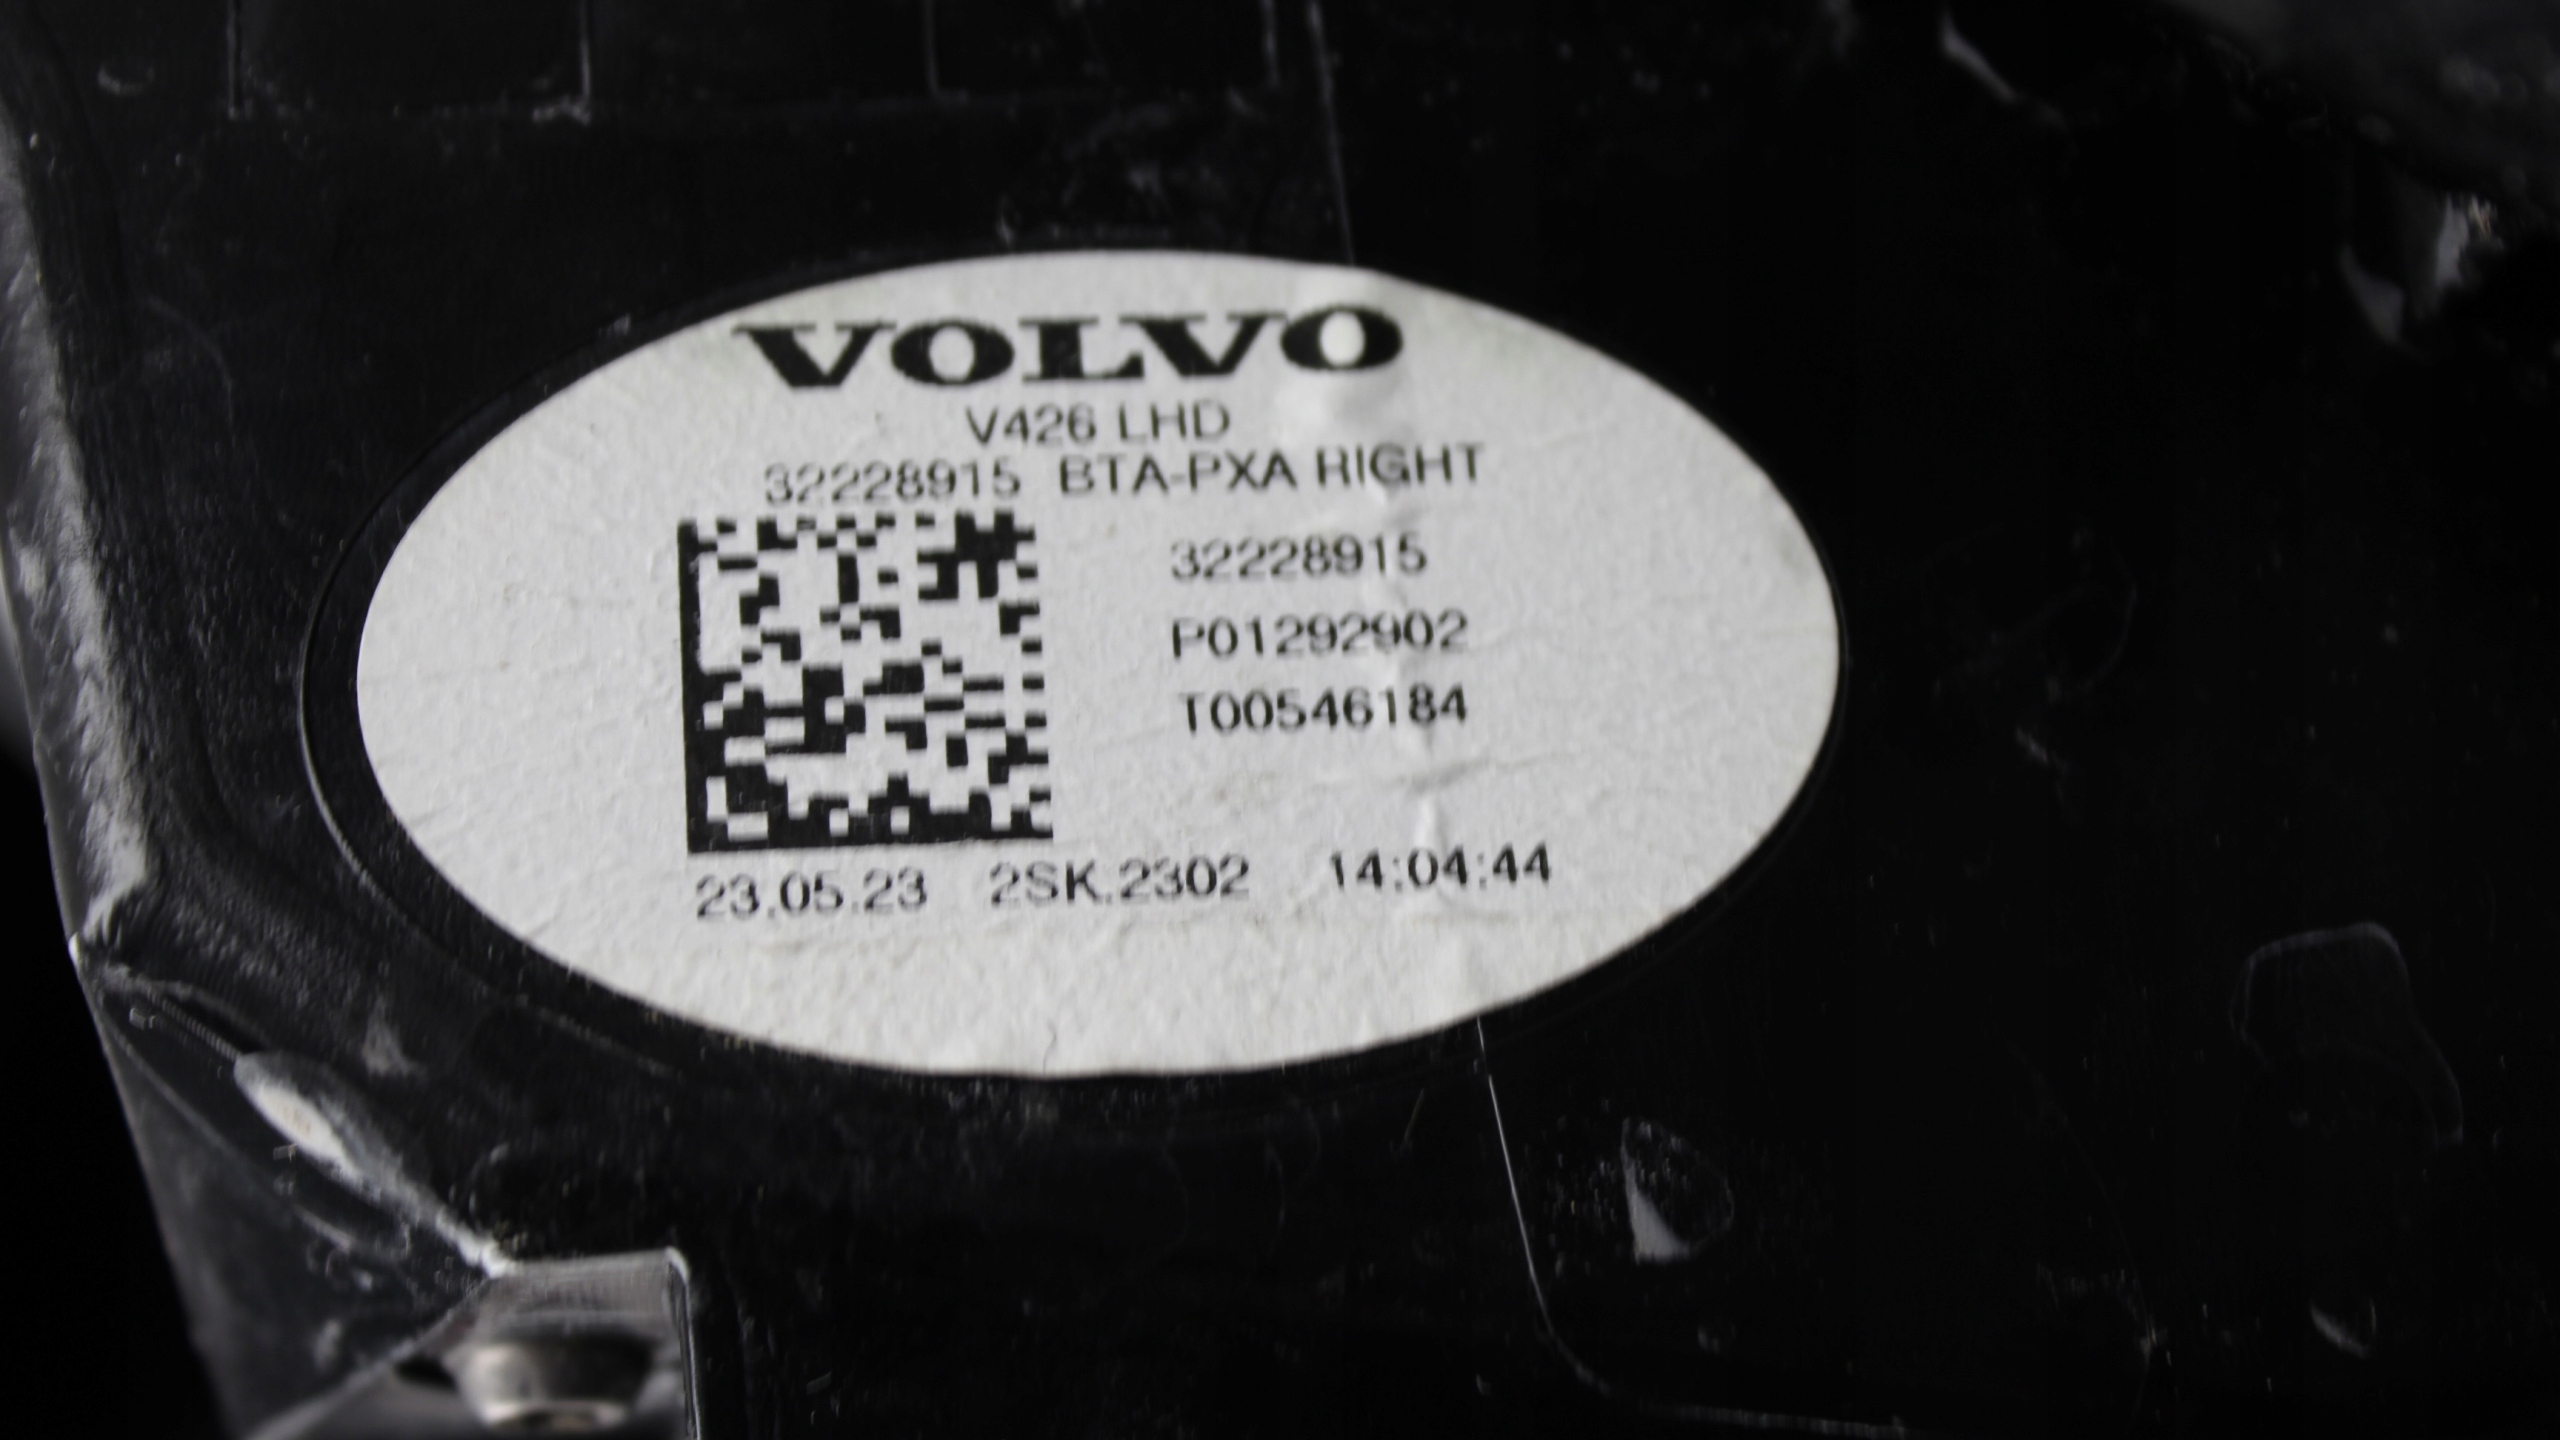 VOLVO
V426 LHD
32228915 BTA-PXA RIGHT
32228915
P01292902
T00546184
23.05.23 2SK.2302 14:04:44